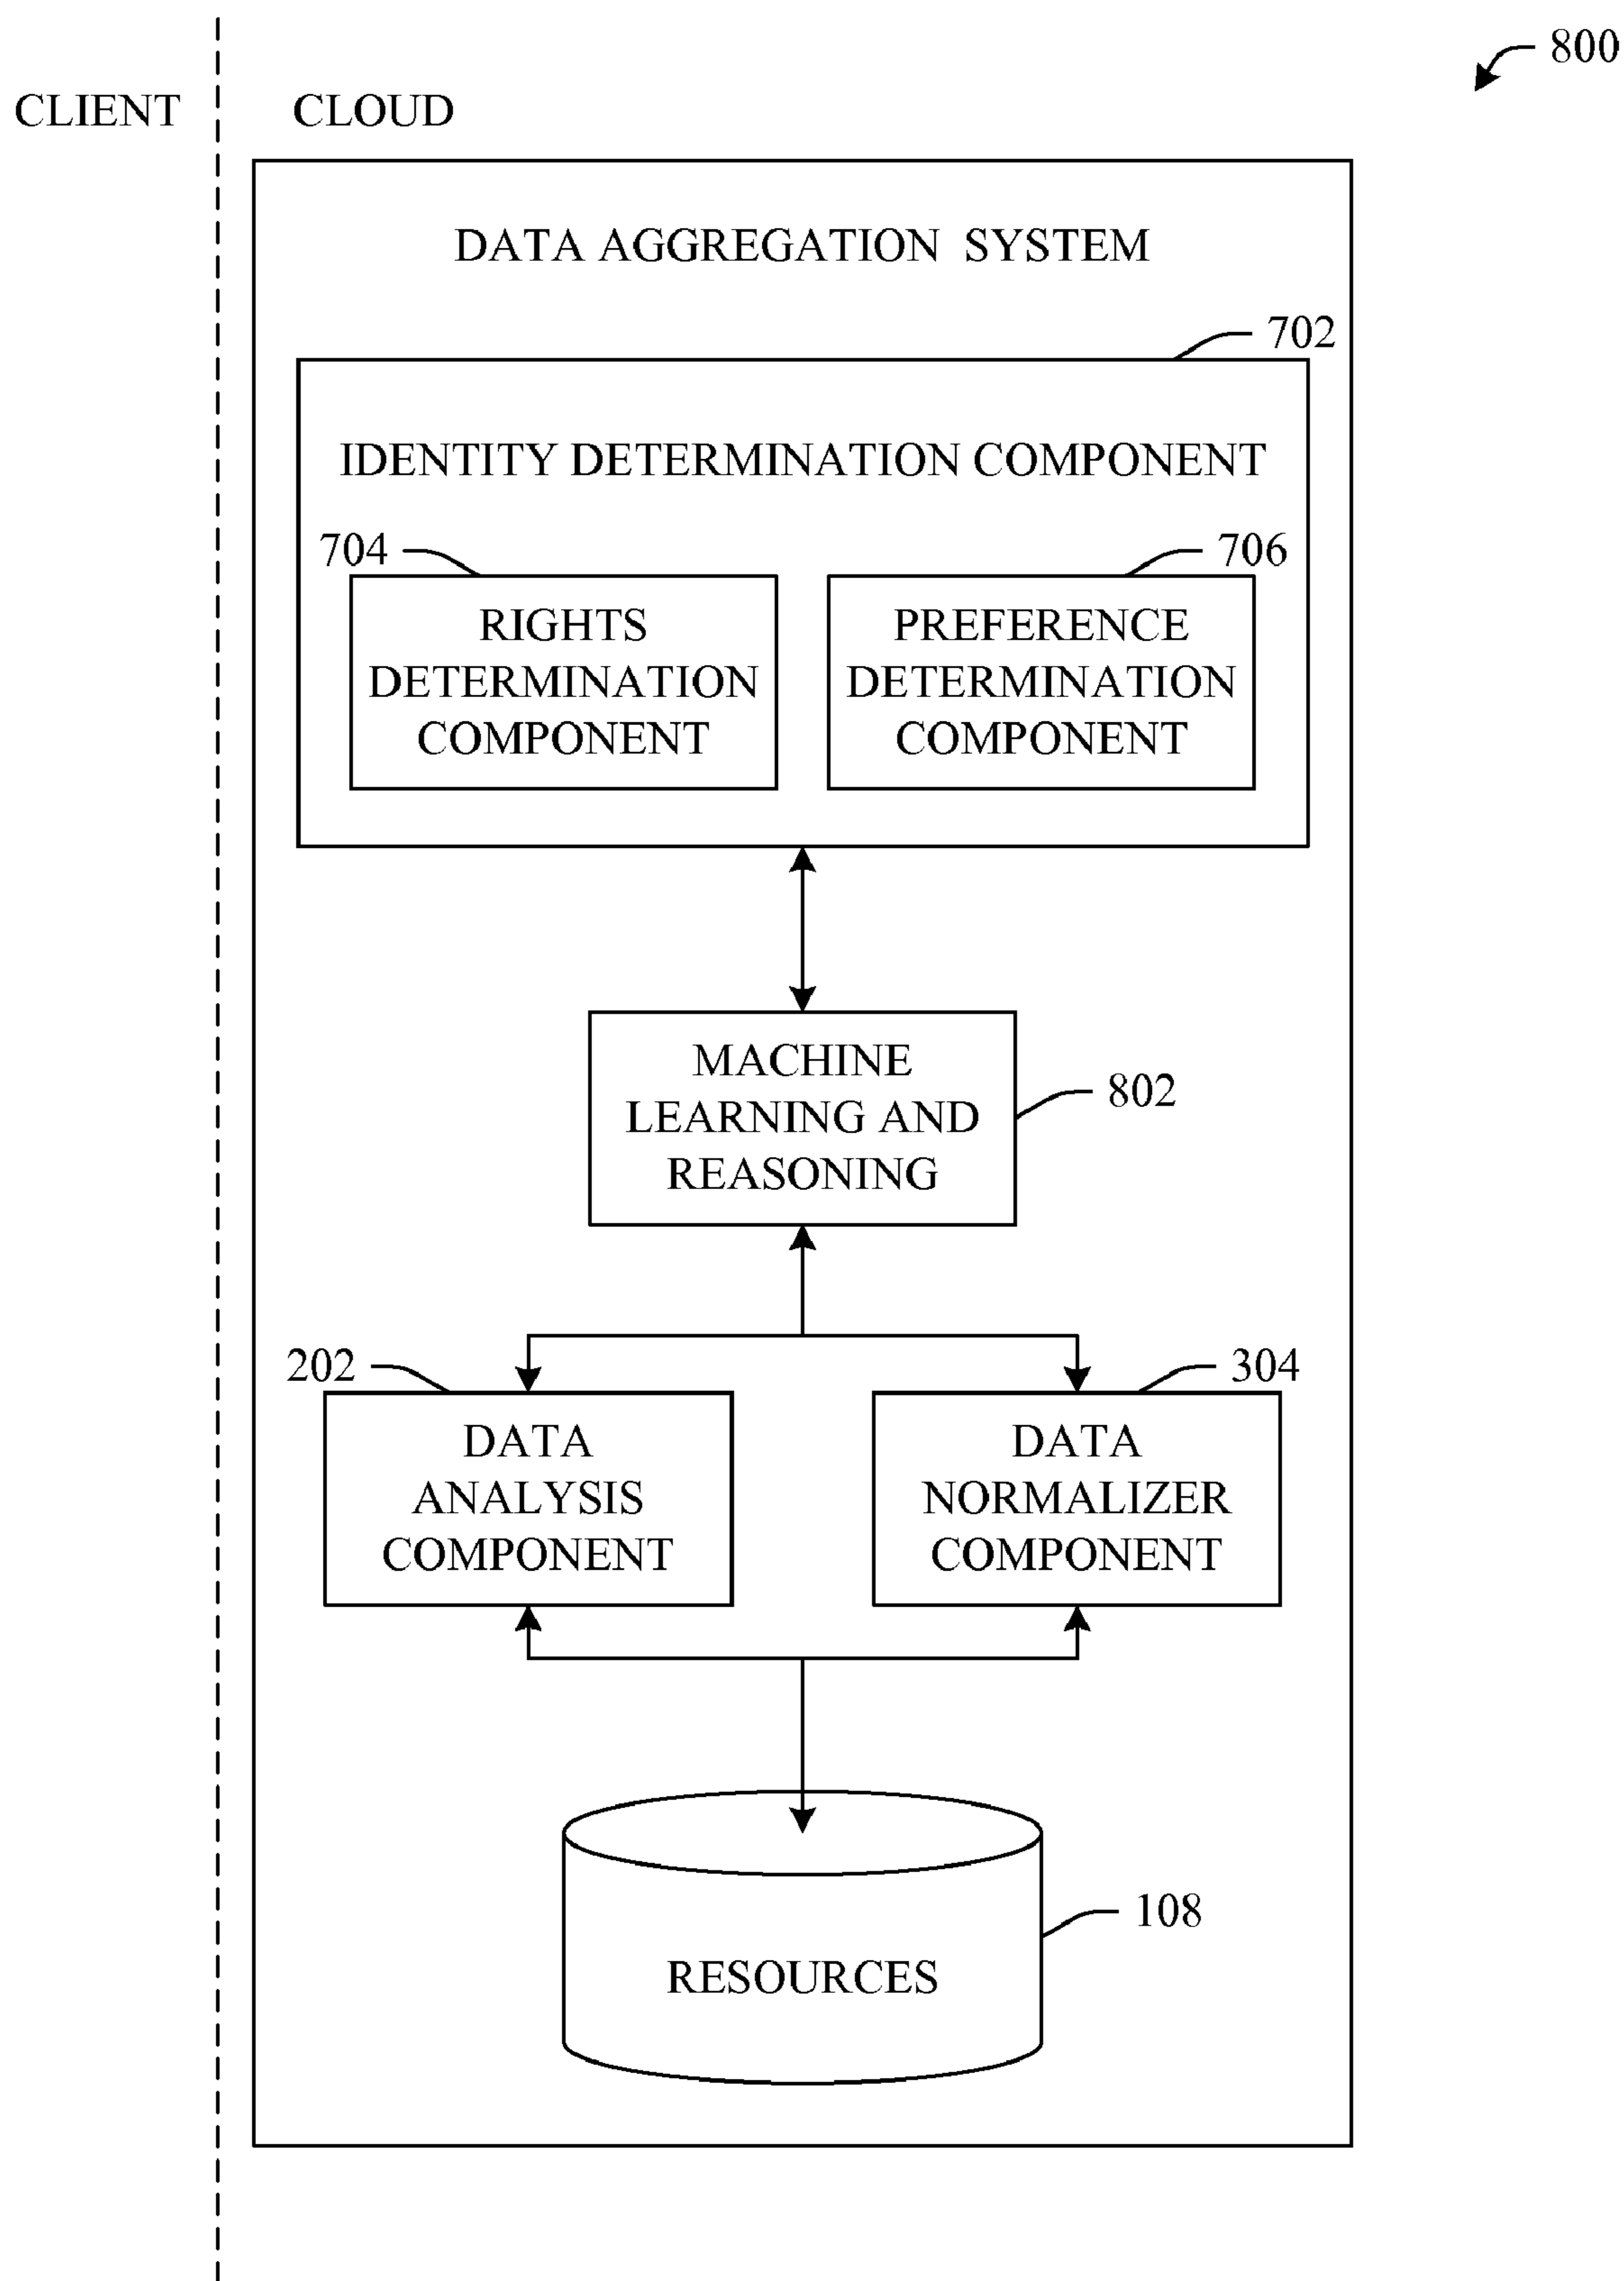 800
CLIENT
CLOUD
DATA AGGREGATION SYSTEM
702
IDENTITY DETERMINATION COMPONENT
704
706
RIGHTS
DETERMINATION
COMPONENT
PREFERENCE
DETERMINATION
COMPONENT
MACHINE
LEARNING AND
REASONING
802
202
304
DATA
ANALYSIS
COMPONENT
DATA
NORMALIZER
COMPONENT
108
RESOURCES